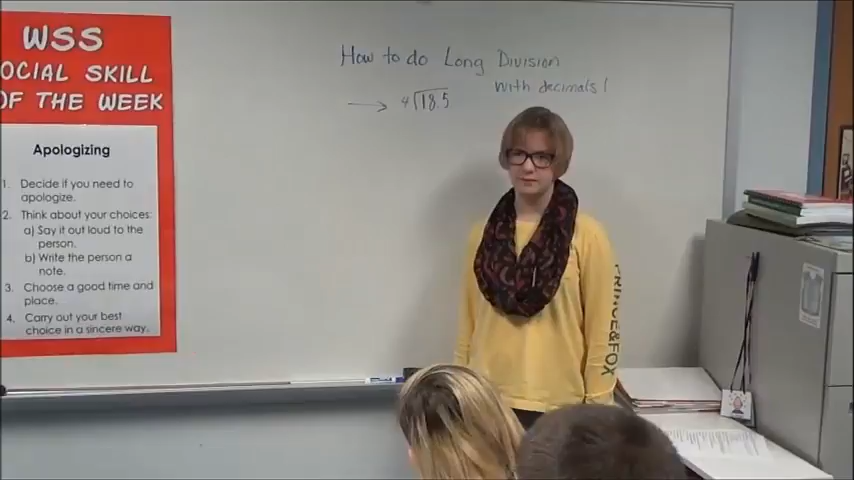 WSS
OCIAL SKILL
OF THE WEEK
Apologizing
1. Decide if you need to
apologize.
2. Think about your choices:
a) Say it out loud to the
person.
b) Write the person a
note.
3. Choose a good time and
place.
4. Carry out your best
choice in a sincere way.
How to do Long Division
with decimals!
4 18.5
PRINCE&FOX